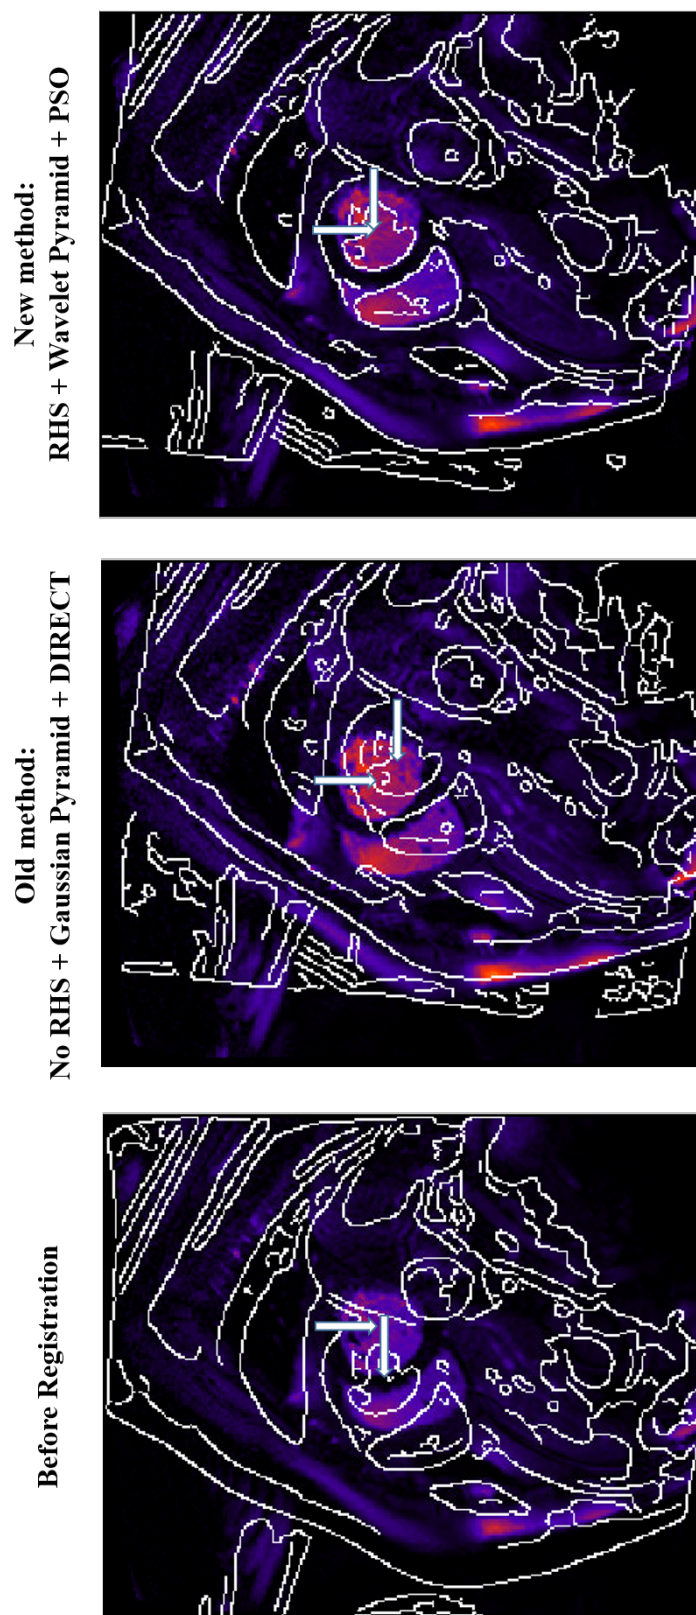 New method:
RHS + Wavelet Pyramid + PSO
Old method:
No RHS + Gaussian Pyramid + DIRECT
Before Registration